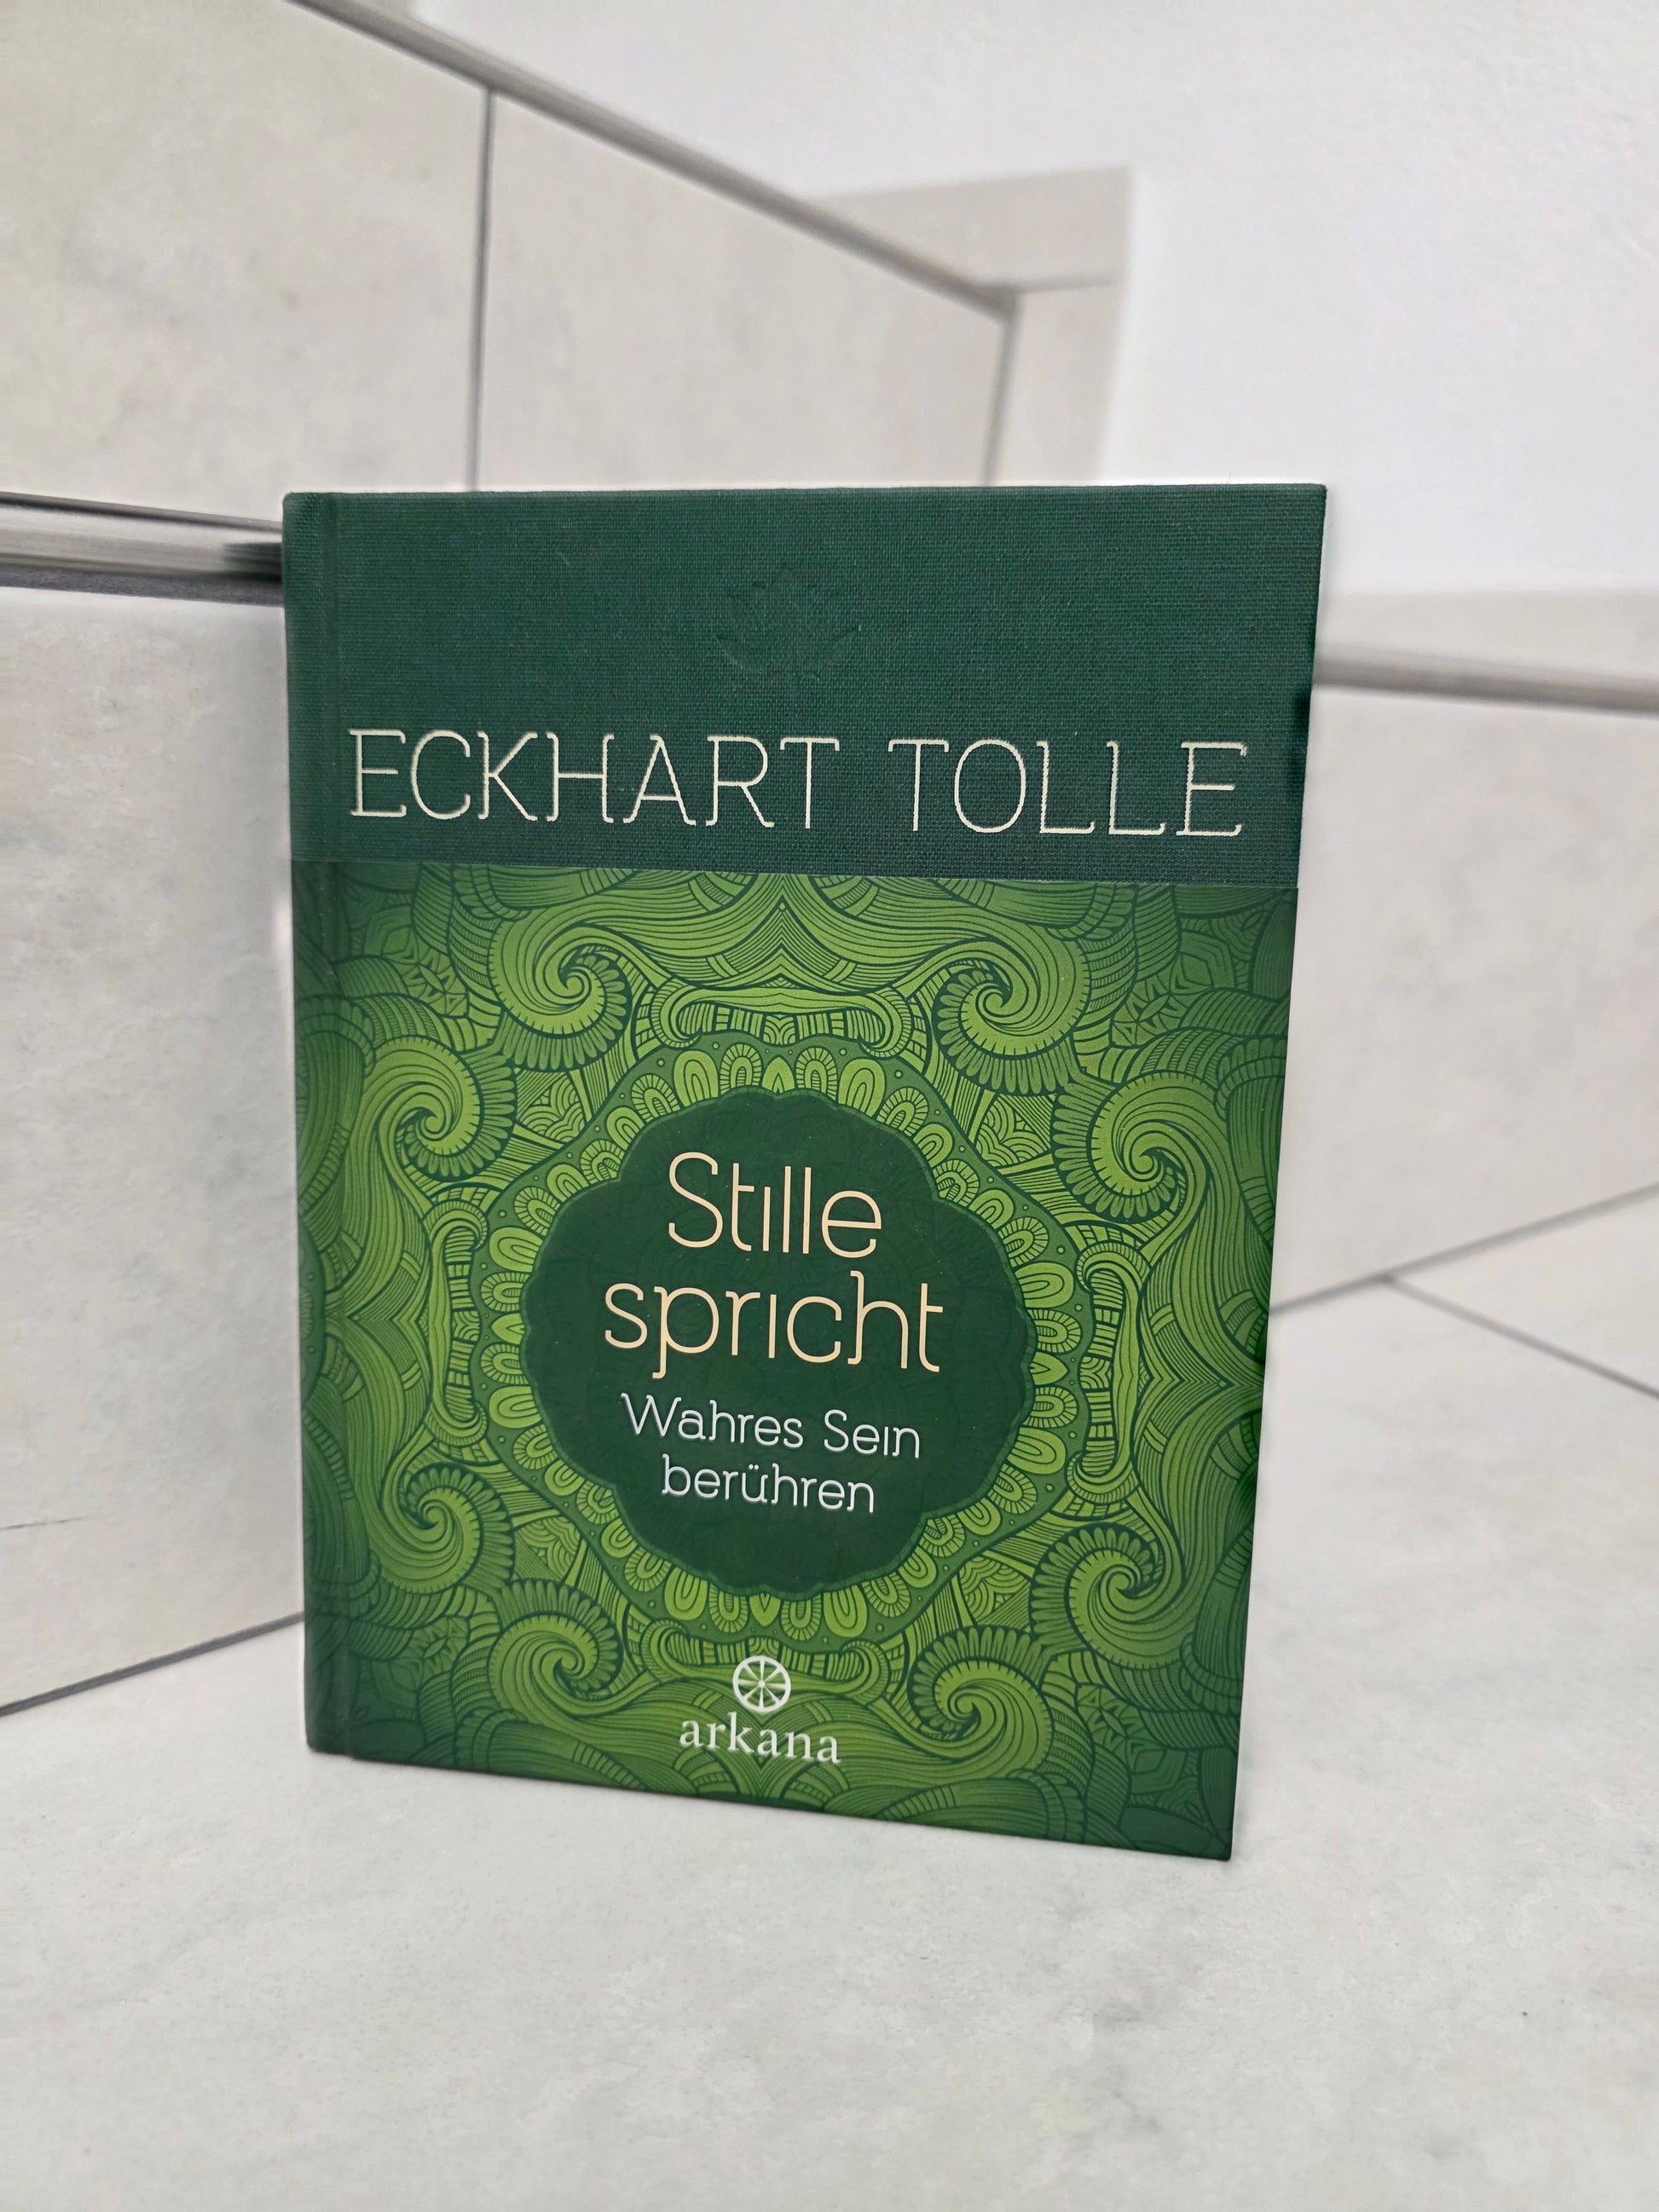 ECKHART TOLLE
Stille
spricht
Wahres Sein
berühren
arkana